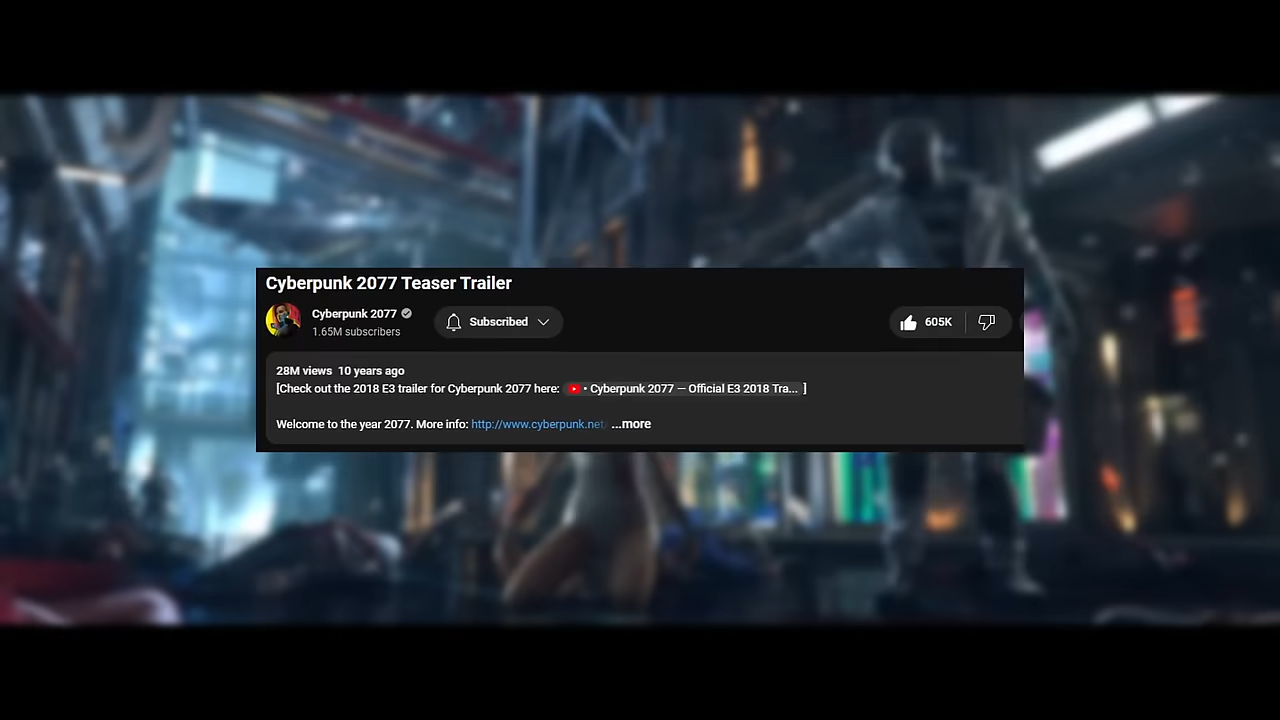 Cyberpunk 2077 Teaser Trailer
Cyberpunk 2077
1.65M subscribers
Subscribed
605K
28M views 10 years ago
[Check out the 2018 E3 trailer for Cyberpunk 2077 here: • Cyberpunk 2077 — Official E3 2018 Tra... ]
Welcome to the year 2077. More info: http://www.cyberpunk.net/ ...more